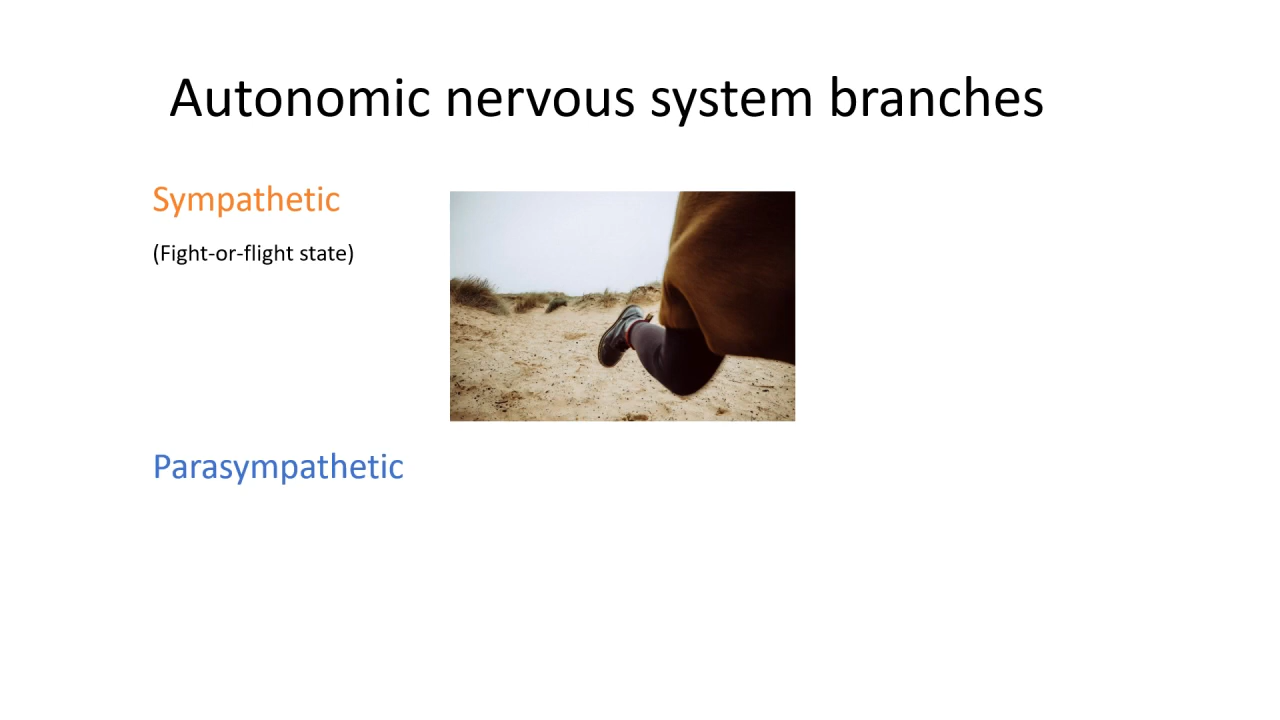 Autonomic nervous system branches
Sympathetic
(Fight-or-flight state)
Parasympathetic